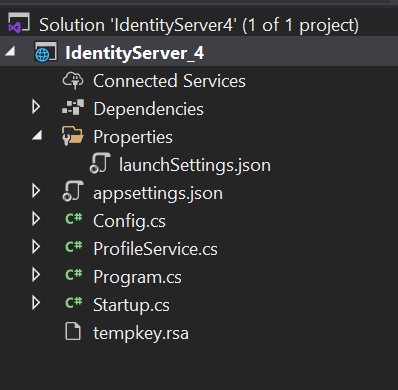 Solution 'IdentityServer4' (1 of 1 project)
IdentityServer_4
Connected Services
Dependencies
Properties
launchSettings.json
appsettings.json
C# Config.cs
C# ProfileService.cs
C# Program.cs
C# Startup.cs
tempkey.rsa